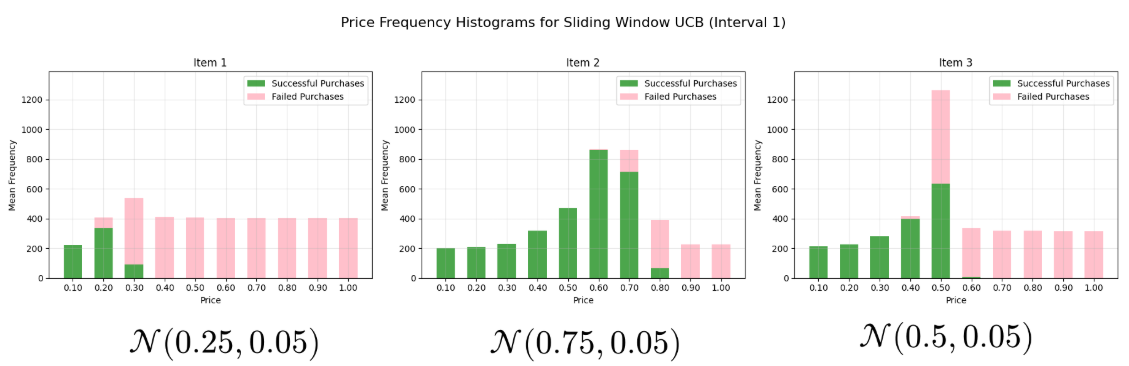 Price Frequency Histograms for Sliding Window UCB (Interval 1)
Item 1
Successful Purchases
Failed Purchases
Mean Frequency
1200
1000
800
600
400
200
0
0.10 0.20 0.30 0.40 0.50 0.60 0.70 0.80 0.90 1.00
Price
N(0.25, 0.05)
Item 2
Successful Purchases
Failed Purchases
Mean Frequency
1200
1000
800
600
400
200
0
0.10 0.20 0.30 0.40 0.50 0.60 0.70 0.80 0.90 1.00
Price
N(0.75, 0.05)
Item 3
Successful Purchases
Failed Purchases
Mean Frequency
1200
1000
800
600
400
200
0
0.10 0.20 0.30 0.40 0.50 0.60 0.70 0.80 0.90 1.00
Price
N(0.5, 0.05)